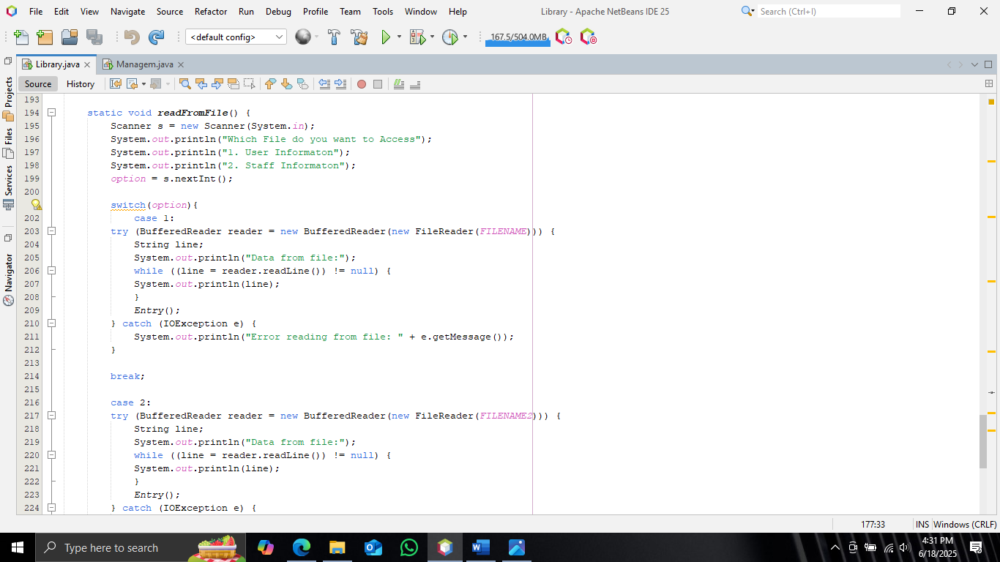 File Edit View Navigate Source Refactor Run Debug Profile Team Tools Window Help
Library - Apache NetBeans IDE 25
Search (Ctrl+I)
<default config>
167.5/504.0MB
Library.java
Managem.java
Source History
Projects
Files
Services
Navigator
193
194 static void readFromFile() {
195 Scanner s = new Scanner(System.in);
196 System.out.println("Which File do you want to Access");
197 System.out.println("1. User Informaton");
198 System.out.println("2. Staff Informaton");
199 option = s.nextInt();
200
switch(option){
202 case 1:
203 try (BufferedReader reader = new BufferedReader(new FileReader(FILENAME))) {
204 String line;
205 System.out.println("Data from file:");
206 while ((line = reader.readLine()) != null) {
207 System.out.println(line);
208 }
209 Entry();
210 } catch (IOException e) {
211 System.out.println("Error reading from file: " + e.getMessage());
212 }
213
214 break;
215
216 case 2:
217 try (BufferedReader reader = new BufferedReader(new FileReader(FILENAME2))) {
218 String line;
219 System.out.println("Data from file:");
220 while ((line = reader.readLine()) != null) {
221 System.out.println(line);
222 }
223 Entry();
224 } catch (IOException e) {
177:33 INS Windows (CRLF)
Type here to search
4:31 PM
6/18/2025